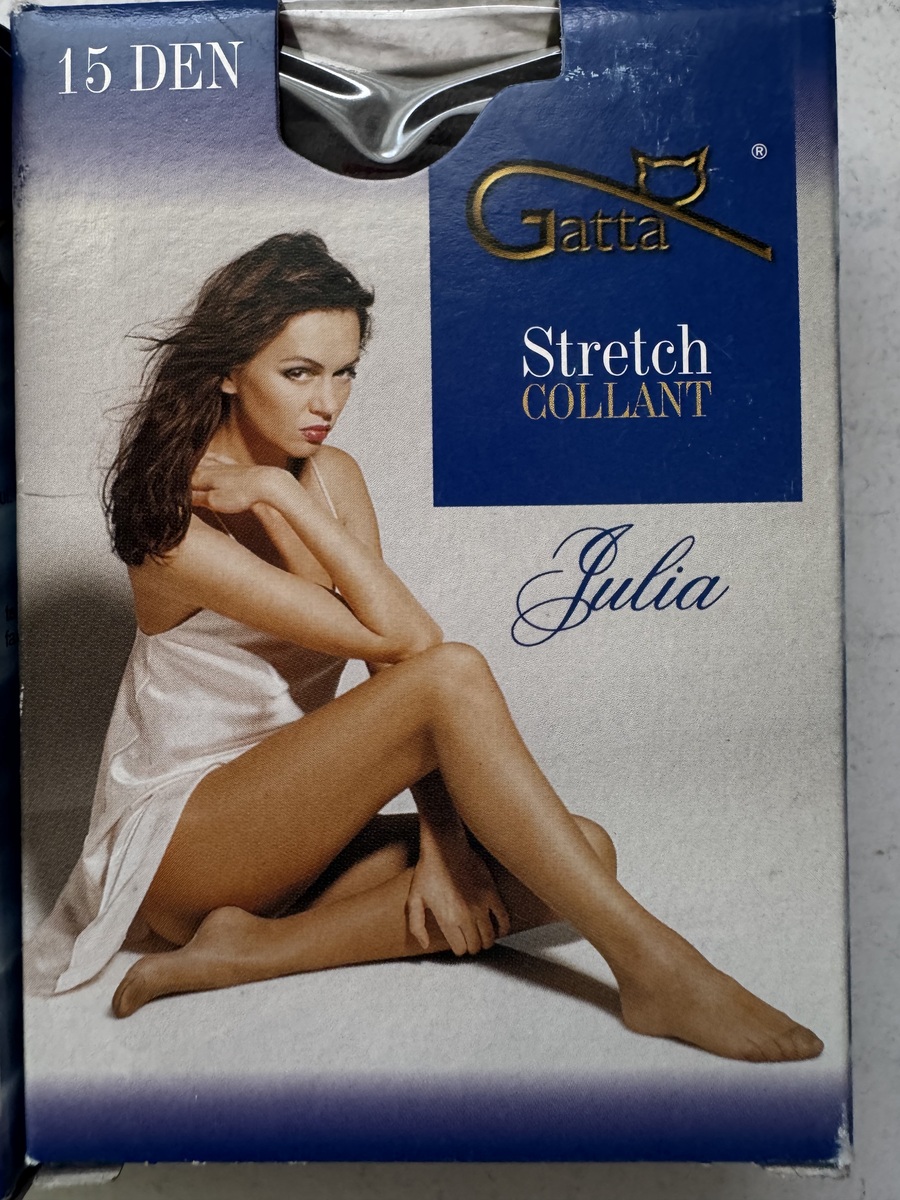 15 DEN
Gatta
®
Stretch
COLLANT
Julia